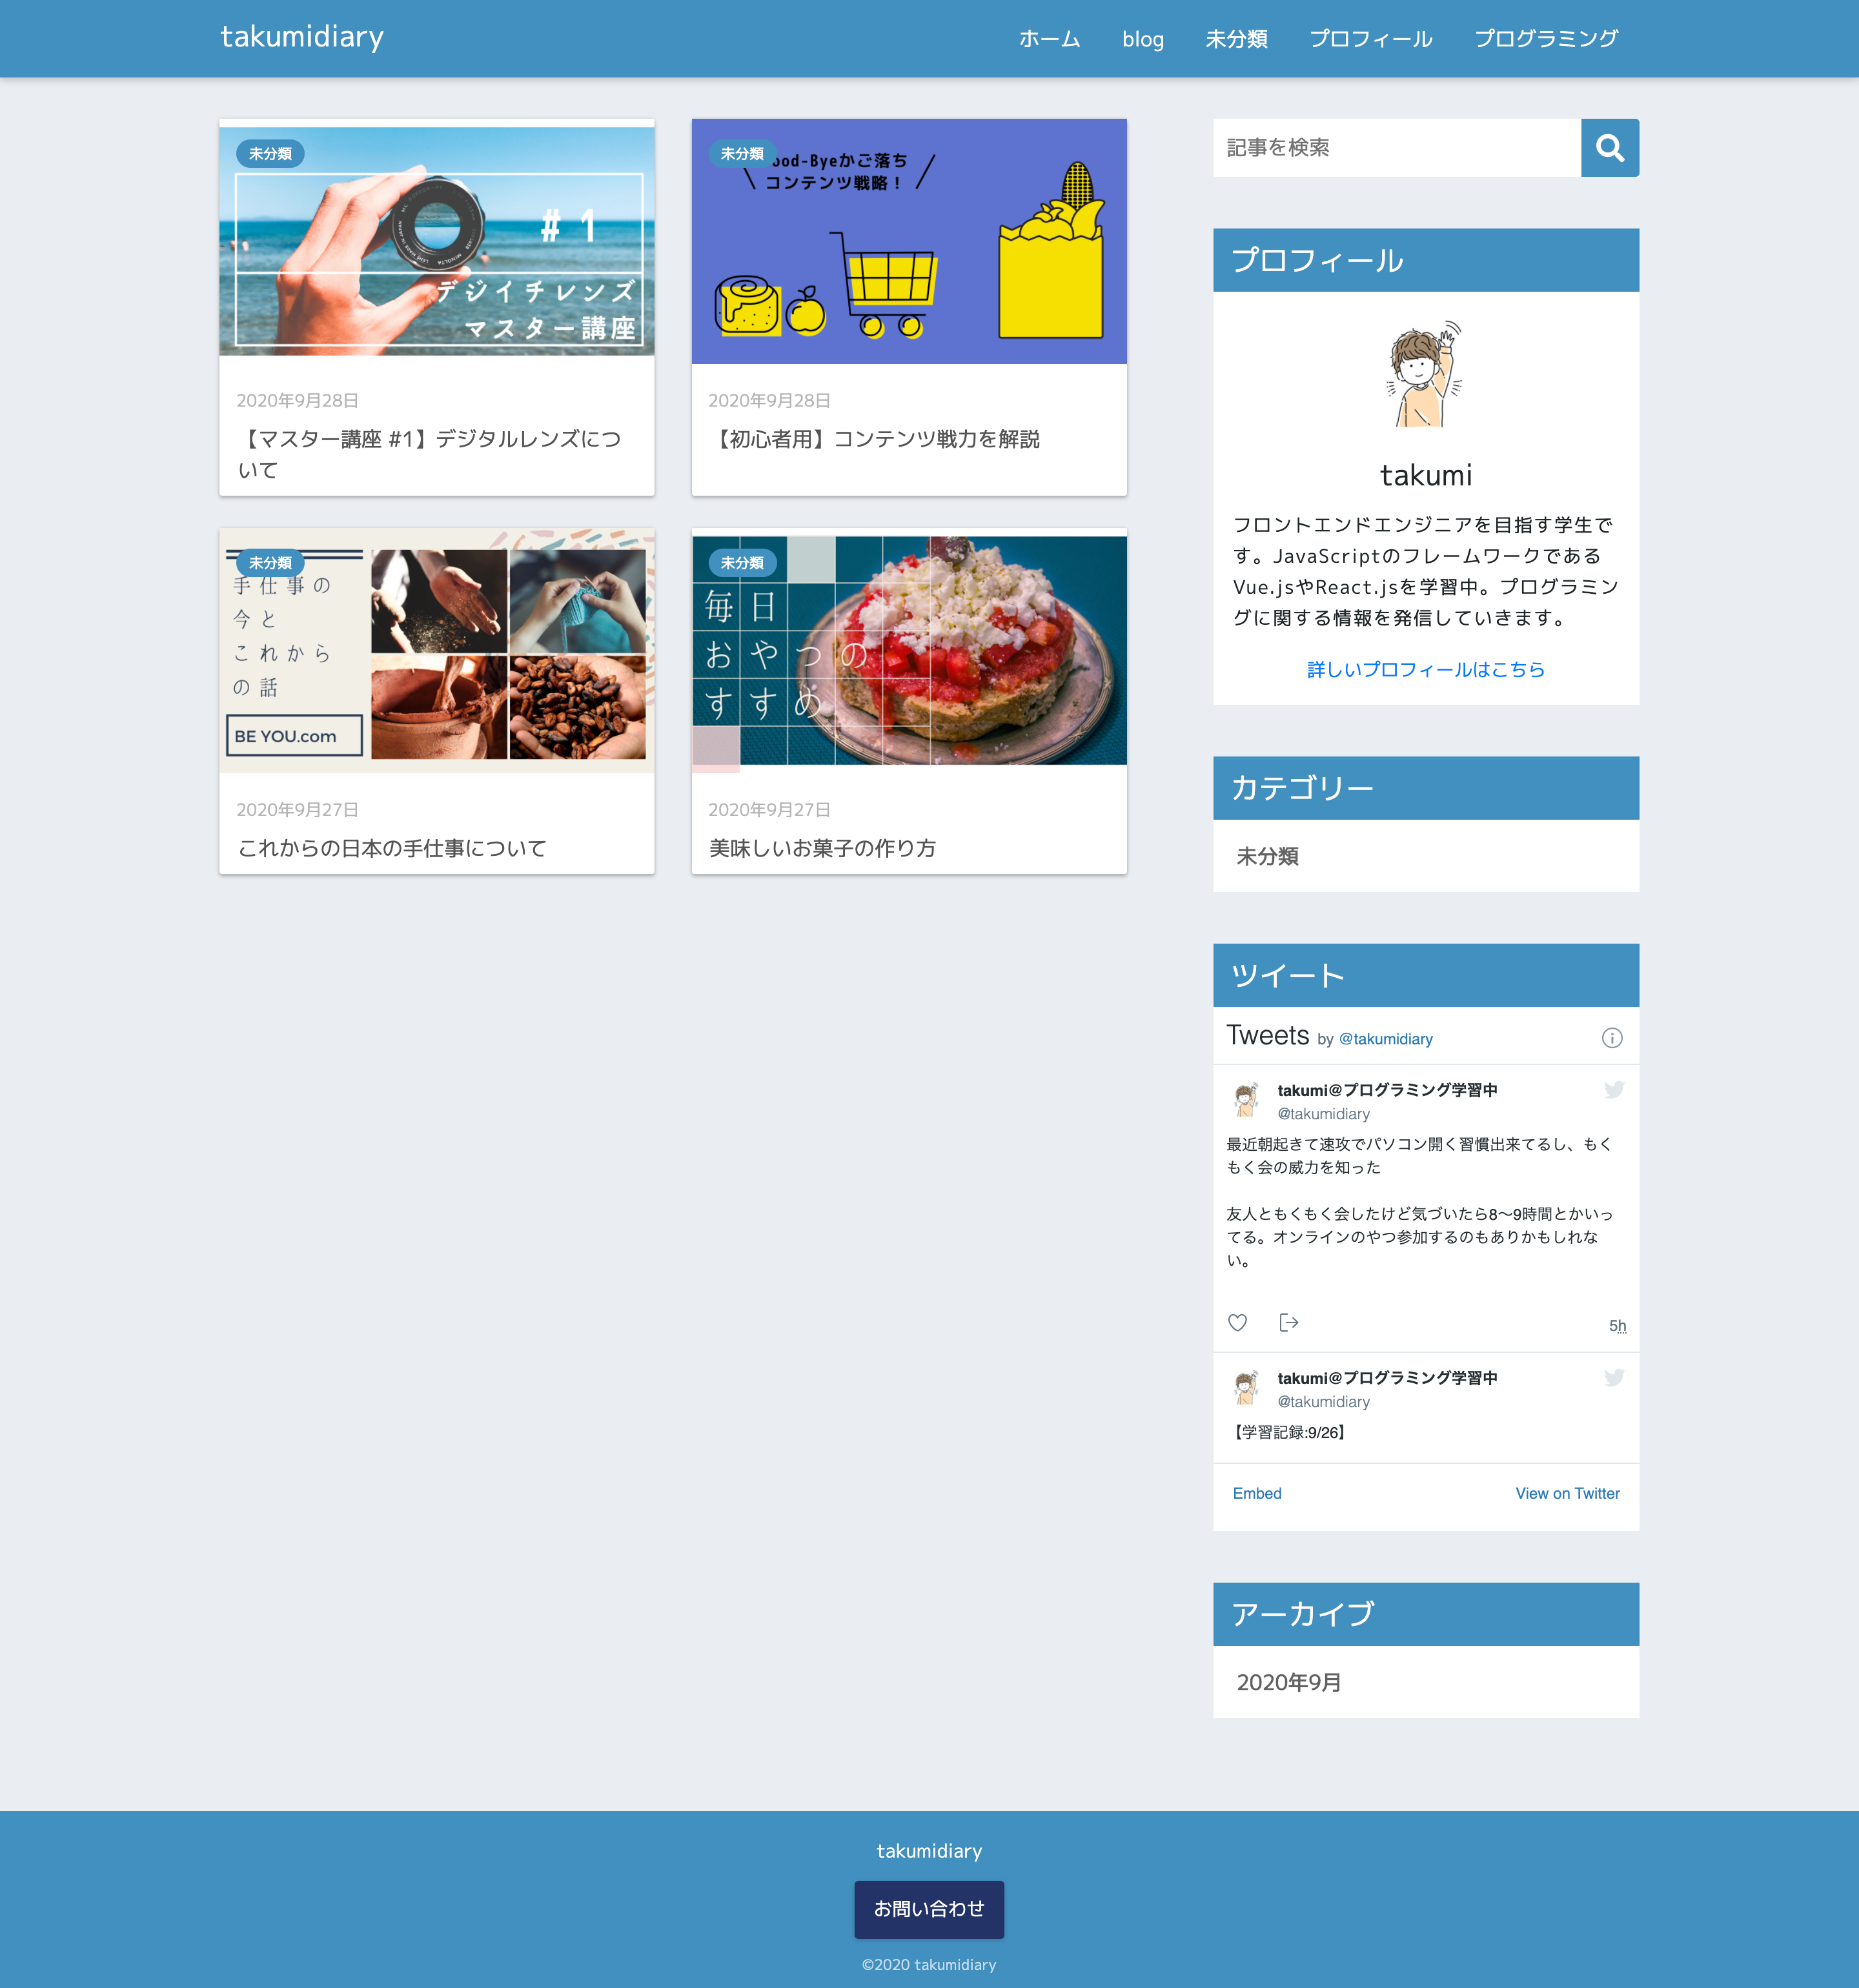 takumidiary
ホーム
blog
未分類
プロフィール
プログラミング
未分類
#1
デジイチレンズ
マスター講座
2020年9月28日
【マスター講座 #1】デジタルレンズにつ
いて
未分類
ood-Byeかご落ち
コンテンツ戦略！
2020年9月28日
【初心者用】コンテンツ戦力を解説
未分類
手仕事の
今と
これから
の話
BE YOU.com
2020年9月27日
これからの日本の手仕事について
未分類
毎日
おやつの
すすめ
2020年9月27日
美味しいお菓子の作り方
記事を検索
プロフィール
takumi
フロントエンドエンジニアを目指す学生で
す。JavaScriptのフレームワークである
Vue.jsやReact.jsを学習中。プログラミン
グに関する情報を発信していきます。
詳しいプロフィールはこちら
カテゴリー
未分類
ツイート
Tweets by @takumidiary
takumi@プログラミング学習中
@takumidiary
最近朝起きて速攻でパソコン開く習慣出来てるし、もく
もく会の威力を知った
友人ともくもく会したけど気づいたら8〜9時間とかいっ
てる。オンラインのやつ参加するのもありかもしれな
い。
5h
takumi@プログラミング学習中
@takumidiary
【学習記録:9/26】
Embed
View on Twitter
アーカイブ
2020年9月
takumidiary
お問い合わせ
©2020 takumidiary